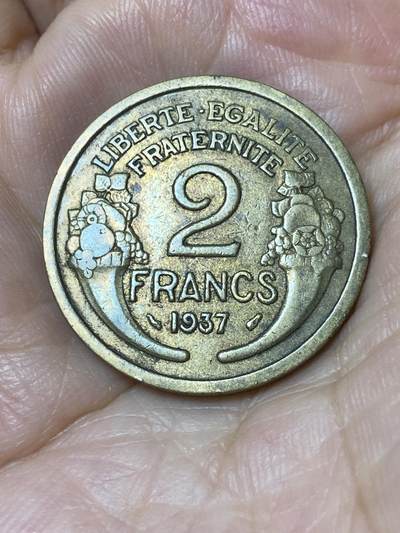 LIBERTE·EGALITE
FRATERNITE
2
FRANCS
1937